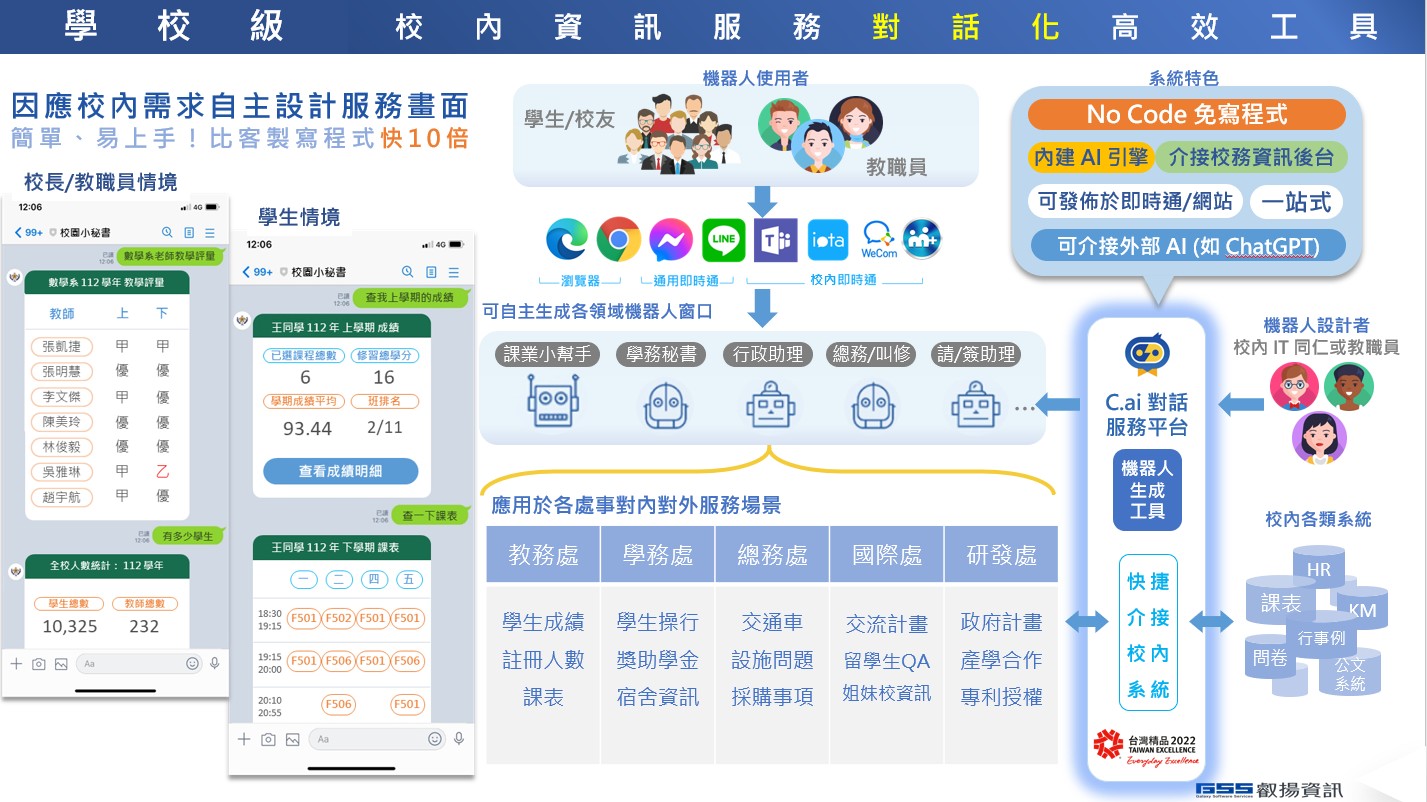 學校級 校內資訊服務對話化高效工具
因應校內需求自主設計服務畫面
簡單、易上手！比客製寫程式快10倍
校長/教職員情境
12:06
4G
99+ 校園小秘書
已讀
12:06
數學系老師教學評量
數學系 112 學年 教學評量
教師 上 下
張凱捷 甲 甲
張明慧 優 優
李文傑 甲 優
陳美玲 優 優
林俊毅 優 優
吳雅琳 甲 乙
趙宇航 甲 優
已讀
12:06
有多少學生
全校人數統計： 112 學年
學生總數 教師總數
10,325 232
Aa
學生情境
12:06
4G
99+ 校園小秘書
已讀
12:06
查我上學期的成績
王同學 112 年 上學期 成績
已選課程總數 修習總學分
6 16
學期成績平均 班排名
93.44 2/11
查看成績明細
已讀
12:06
查一下課表
王同學 112 年 下學期 課表
一 二 四 五
18:30
19:15
F501 F502 F501 F501
19:15
20:00
F501 F506 F501 F506
20:10
20:55
F506 F501
Aa
機器人使用者
學生/校友
教職員
LINE
iota
WeCom
瀏覽器 通用即時通 校內即時通
可自主生成各領域機器人窗口
課業小幫手 學務秘書 行政助理 總務/叫修 請/簽助理
...
應用於各處事對內對外服務場景
教務處 學務處 總務處 國際處 研發處
學生成績 學生操行 交通車 交流計畫 政府計畫
註冊人數 獎助學金 設施問題 留學生QA 產學合作
課表 宿舍資訊 採購事項 姐妹校資訊 專利授權
系統特色
No Code 免寫程式
內建 AI 引擎 介接校務資訊後台
可發佈於即時通/網站 一站式
可介接外部 AI (如 ChatGPT)
C.ai 對話
服務平台
機器人
生成
工具
快捷
介接
校內
系統
台灣精品 2022
TAIWAN EXCELLENCE
Everyday Excellence
機器人設計者
校內 IT 同仁或教職員
校內各類系統
HR
課表
KM
行事例
問卷
公文
系統
GSS 叡揚資訊
Galaxy Software Services